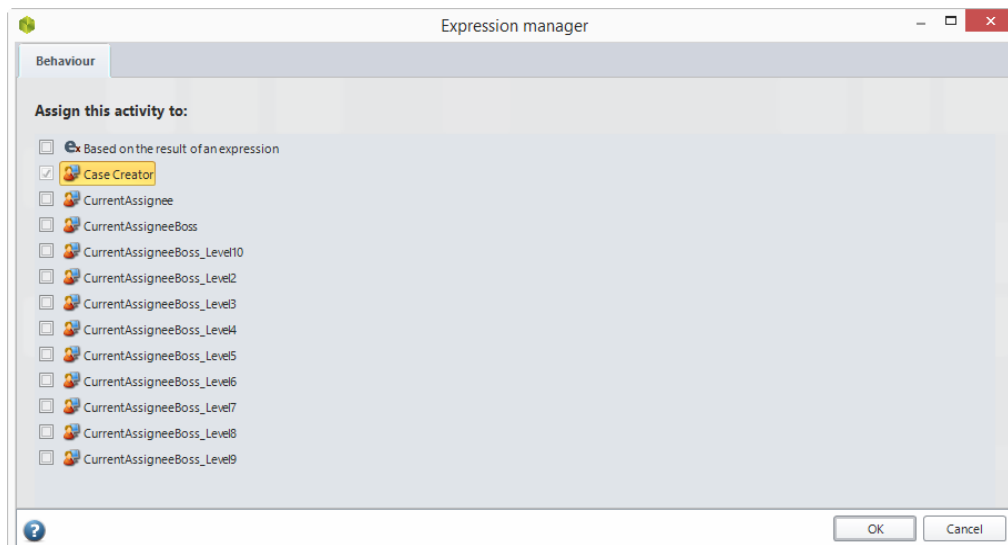 Expression manager
Behaviour
Assign this activity to:
ex Based on the result of an expression
Case Creator
CurrentAssignee
CurrentAssigneeBoss
CurrentAssigneeBoss_Level10
CurrentAssigneeBoss_Level2
CurrentAssigneeBoss_Level3
CurrentAssigneeBoss_Level4
CurrentAssigneeBoss_Level5
CurrentAssigneeBoss_Level6
CurrentAssigneeBoss_Level7
CurrentAssigneeBoss_Level8
CurrentAssigneeBoss_Level9
? OK Cancel